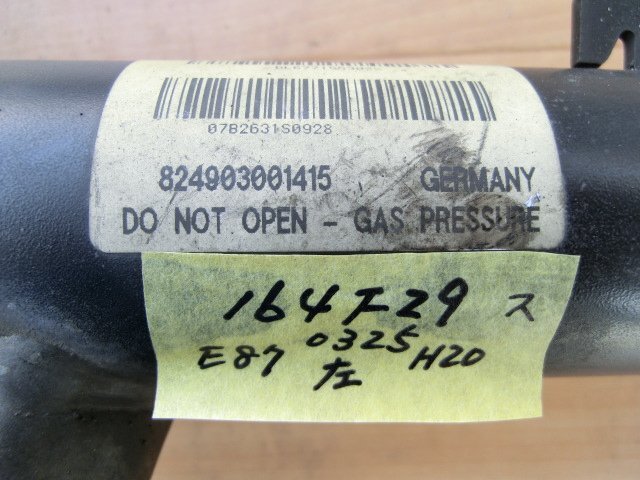 07B2631S0928
824903001415 GERMANY
DO NOT OPEN - GAS PRESSURE
164F29 ス
E87 0325 H20
左